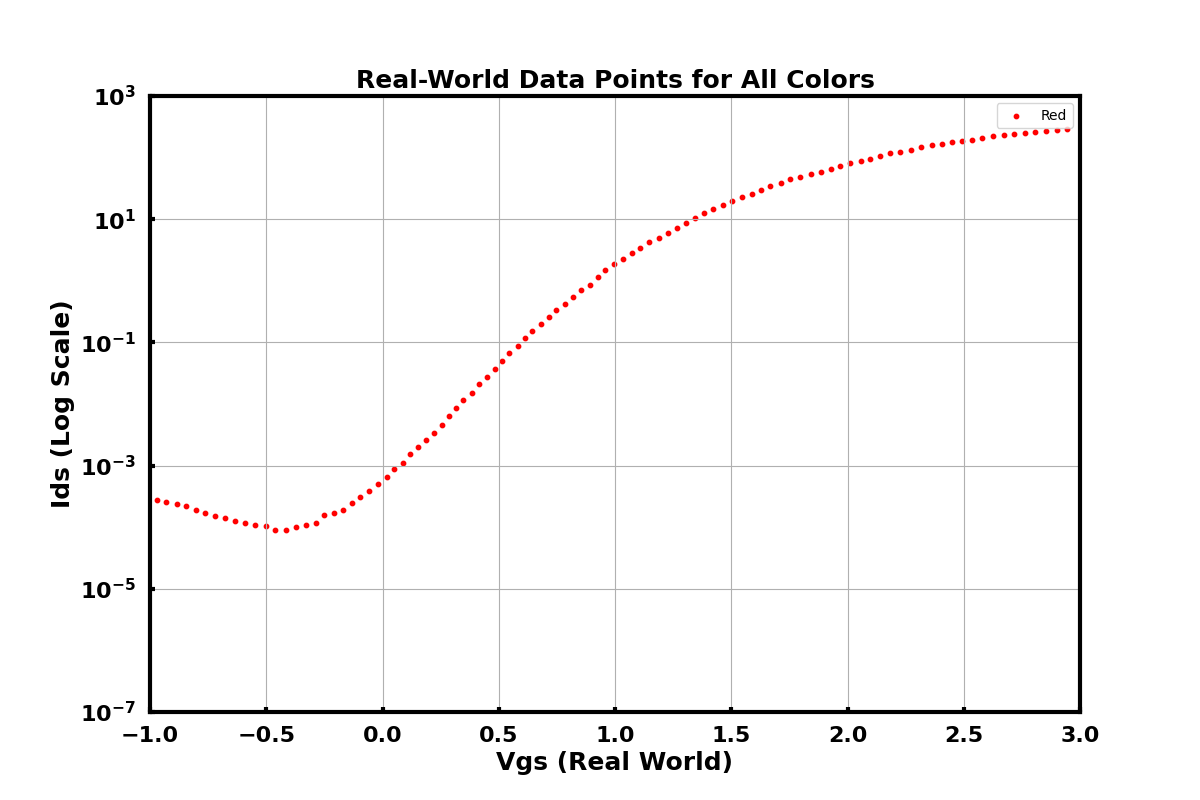 Real-World Data Points for All Colors
Red
Ids (Log Scale)
10³
10¹
10⁻¹
10⁻³
10⁻⁵
10⁻⁷
−1.0 −0.5 0.0 0.5 1.0 1.5 2.0 2.5 3.0
Vgs (Real World)